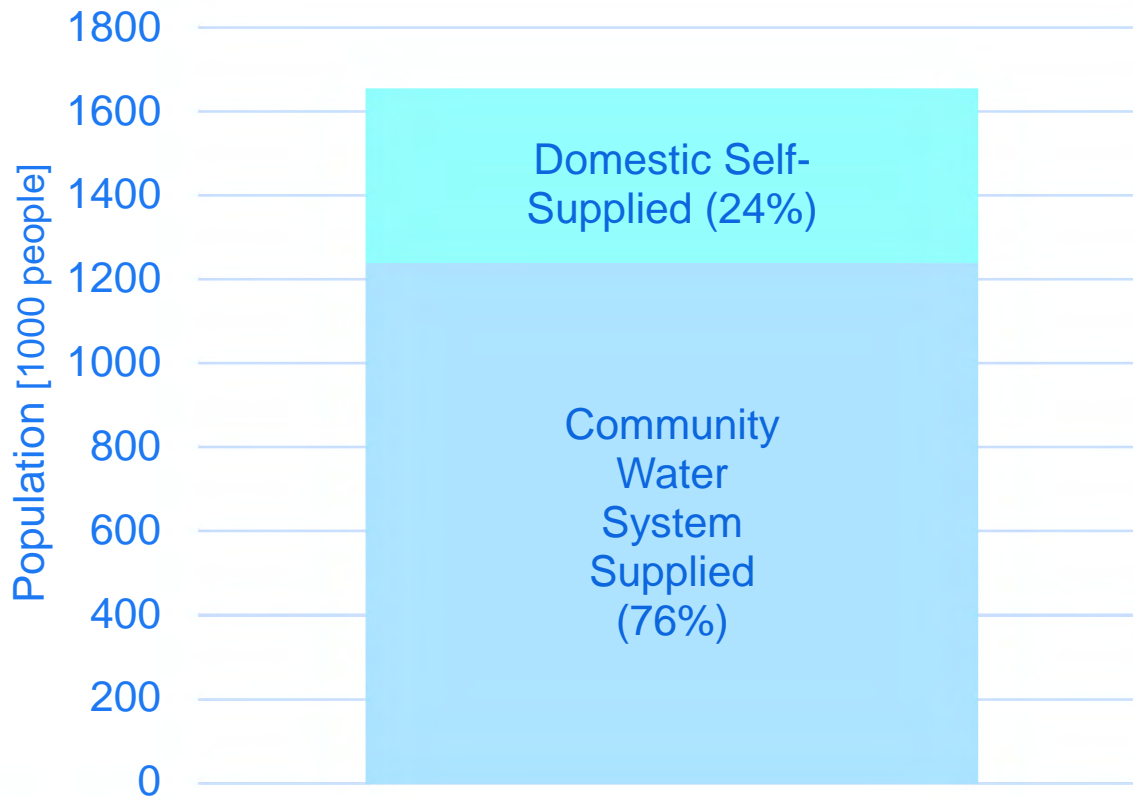 1800
1600
1400
1200
1000
800
600
400
200
0
Population [1000 people]
Domestic Self-
Supplied (24%)
Community
Water
System
Supplied
(76%)